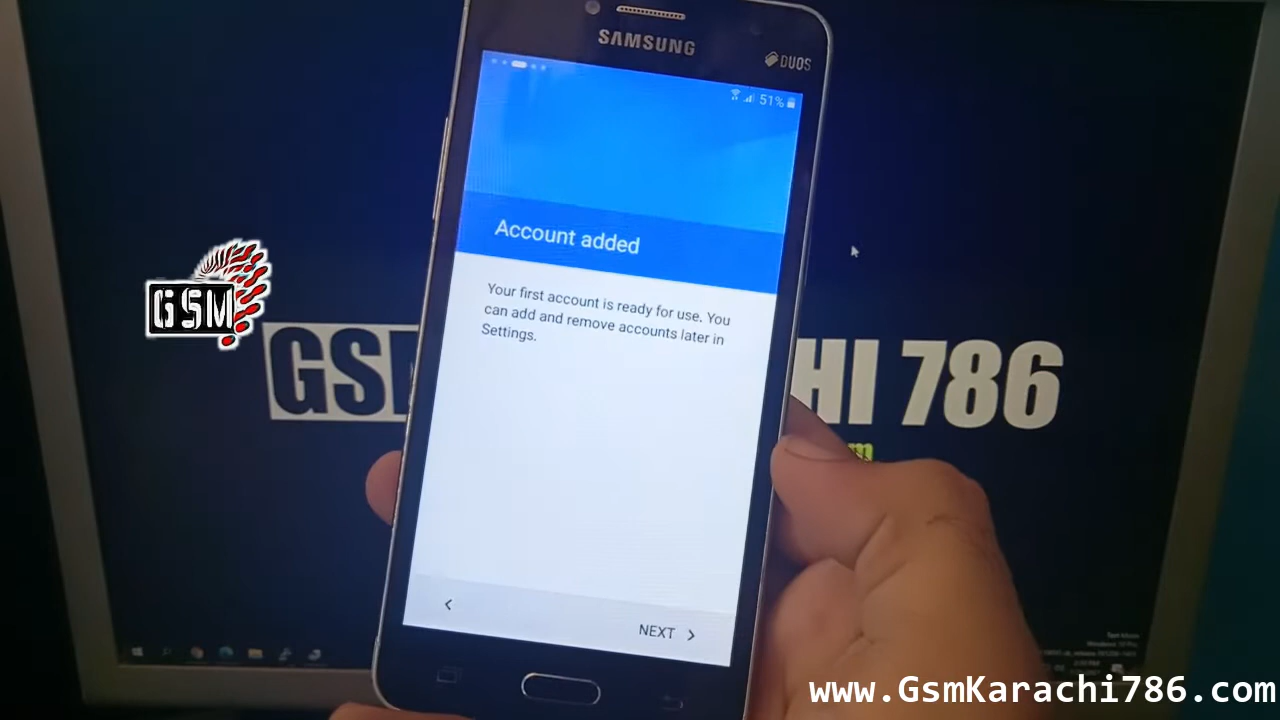 SAMSUNG
DUOS
51%
Account added
Your first account is ready for use. You
can add and remove accounts later in
Settings.
NEXT
GSM
HI 786
www.GsmKarachi786.com